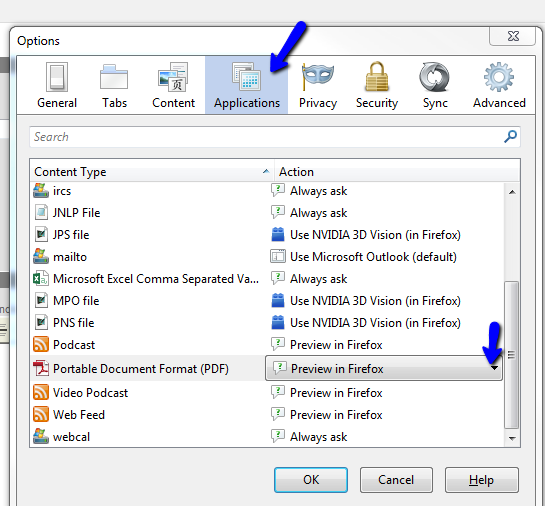 Options
General Tabs Content Applications Privacy Security Sync Advanced
Search
Content Type Action
ircs Always ask
JNLP File Always ask
JPS file Use NVIDIA 3D Vision (in Firefox)
mailto Use Microsoft Outlook (default)
Microsoft Excel Comma Separated Va... Always ask
MPO file Use NVIDIA 3D Vision (in Firefox)
PNS file Use NVIDIA 3D Vision (in Firefox)
Podcast Preview in Firefox
Portable Document Format (PDF) Preview in Firefox
Video Podcast Preview in Firefox
Web Feed Preview in Firefox
webcal Always ask
OK Cancel Help